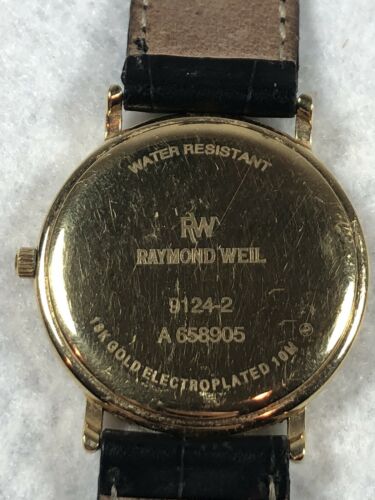 WATER RESISTANT
RW
RAYMOND WEIL
9124-2
A 658905
18K GOLD ELECTROPLATED 10M